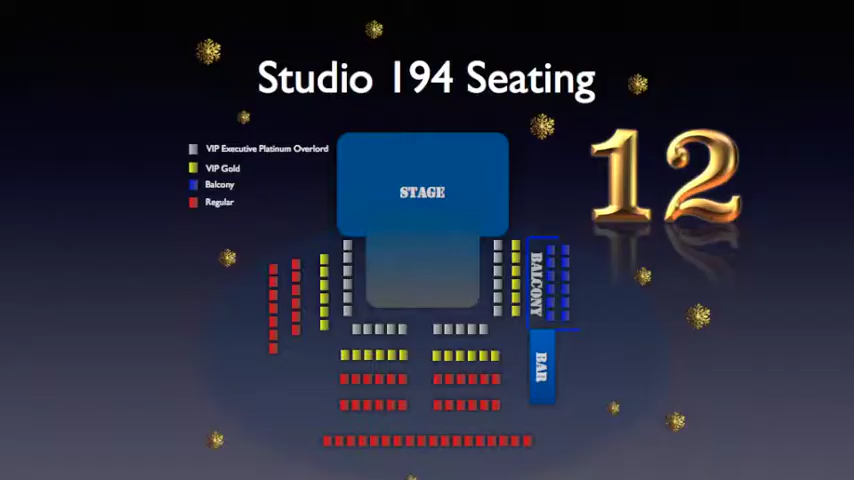 Studio 194 Seating
12
VIP Executive Platinum Overlord
VIP Gold
Balcony
Regular
STAGE
BALCONY
BAR